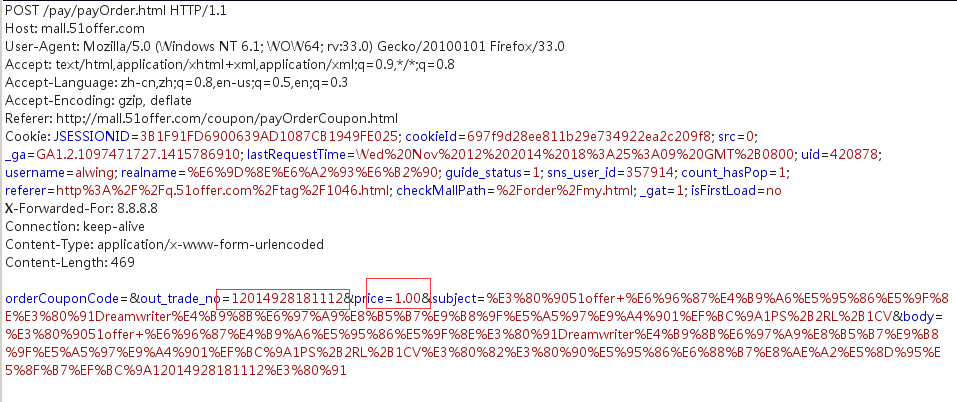 POST /pay/payOrder.html HTTP/1.1
Host: mall.51offer.com
User-Agent: Mozilla/5.0 (Windows NT 6.1; WOW64; rv:33.0) Gecko/20100101 Firefox/33.0
Accept: text/html,application/xhtml+xml,application/xml;q=0.9,*/*;q=0.8
Accept-Language: zh-cn,zh;q=0.8,en-us;q=0.5,en;q=0.3
Accept-Encoding: gzip, deflate
Referer: http://mall.51offer.com/coupon/payOrderCoupon.html
Cookie: JSESSIONID=3B1F91FD6900639AD1087CB1949FE025; cookieId=697f9d28ee811b29e734922ea2c209f8; src=0;
_ga=GA1.2.1097471727.1415786910; lastRequestTime=Wed%20Nov%2012%202014%2018%3A25%3A09%20GMT%2B0800; uid=420878;
username=alwing; realname=%E6%9D%8E%E6%A2%93%E6%B2%90; guide_status=1; sns_user_id=357914; count_hasPop=1;
referer=http%3A%2F%2Fq.51offer.com%2Ftag%2F1046.html; checkMallPath=%2Forder%2Fmy.html; _gat=1; isFirstLoad=no
X-Forwarded-For: 8.8.8.8
Connection: keep-alive
Content-Type: application/x-www-form-urlencoded
Content-Length: 469
orderCouponCode=&out_trade_no=12014928181112&price=1.00&subject=%E3%80%9051offer+%E6%96%87%E4%B9%A6%E5%95%86%E5%9F%8
E%E3%80%91Dreamwriter%E4%B9%8B%E6%97%A9%E8%B5%B7%E9%B8%9F%E5%A5%97%E9%A4%901%EF%BC%9A1PS%2B2RL%2B1CV&body=
%E3%80%9051offer+%E6%96%87%E4%B9%A6%E5%95%86%E5%9F%8E%E3%80%91Dreamwriter%E4%B9%8B%E6%97%A9%E8%B5%B7%E9%B8
%9F%E5%A5%97%E9%A4%901%EF%BC%9A1PS%2B2RL%2B1CV%E3%80%82%E3%80%90%E5%95%86%E6%88%B7%E8%AE%A2%E5%8D%95%E
5%8F%B7%EF%BC%9A12014928181112%E3%80%91